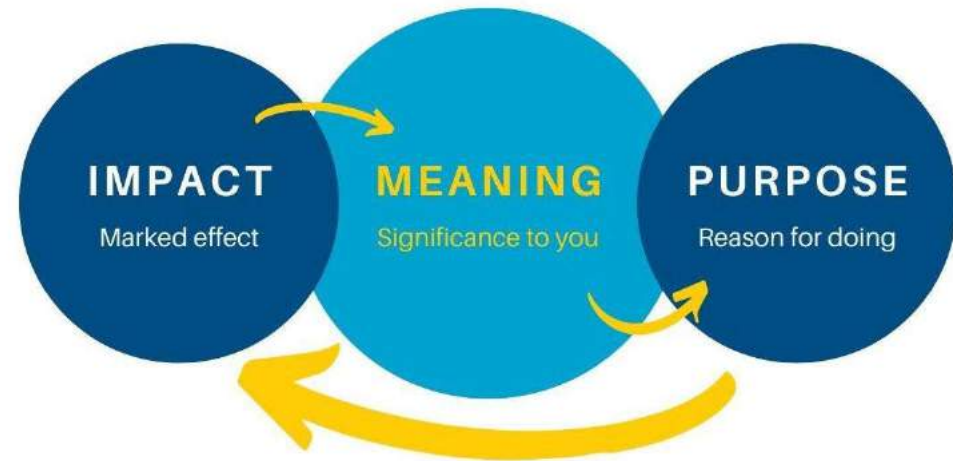 IMPACT
Marked effect
MEANING
Significance to you
PURPOSE
Reason for doing